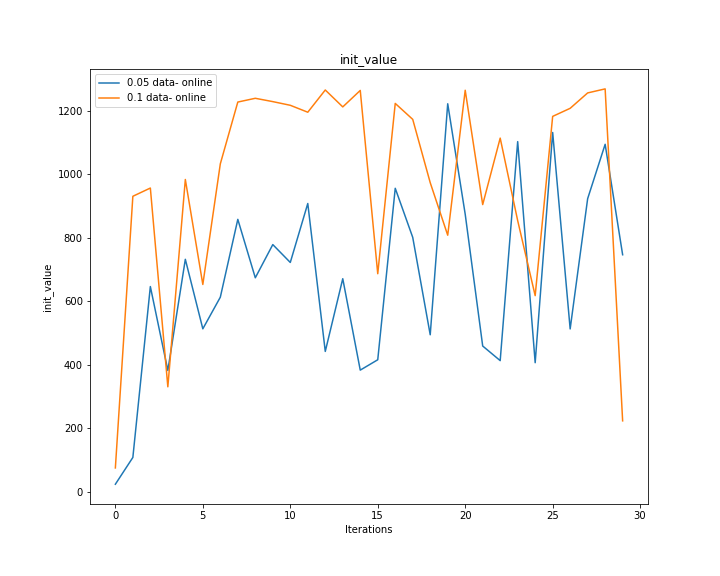 init_value
0.05 data- online
0.1 data- online
1200
1000
800
600
400
200
0
init_value
0 5 10 15 20 25 30
Iterations